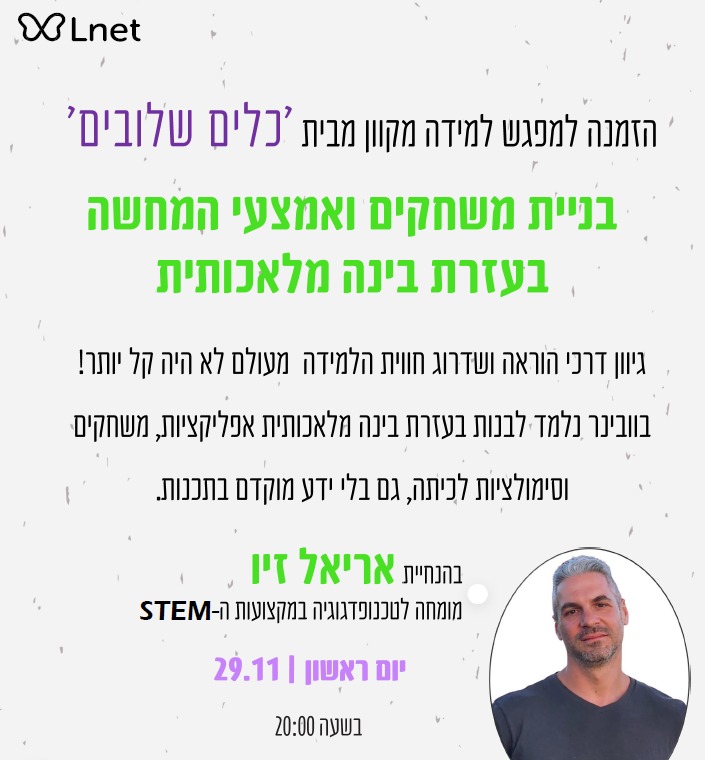 Lnet
הזמנה למפגש למידה מקוון מבית 'כלים שלובים'
בניית משחקים ואמצעי המחשה
בעזרת בינה מלאכותית
גיוון דרכי הוראה ושדרוג חווית הלמידה מעולם לא היה קל יותר!
בוובינר נלמד לבנות בעזרת בינה מלאכותית אפליקציות, משחקים
וסימולציות לכיתה, גם בלי ידע מוקדם בתכנות.
בהנחיית אריאל זיו
מומחה לטכנופדגוגיה במקצועות ה-STEM
יום ראשון | 29.11
בשעה 20:00